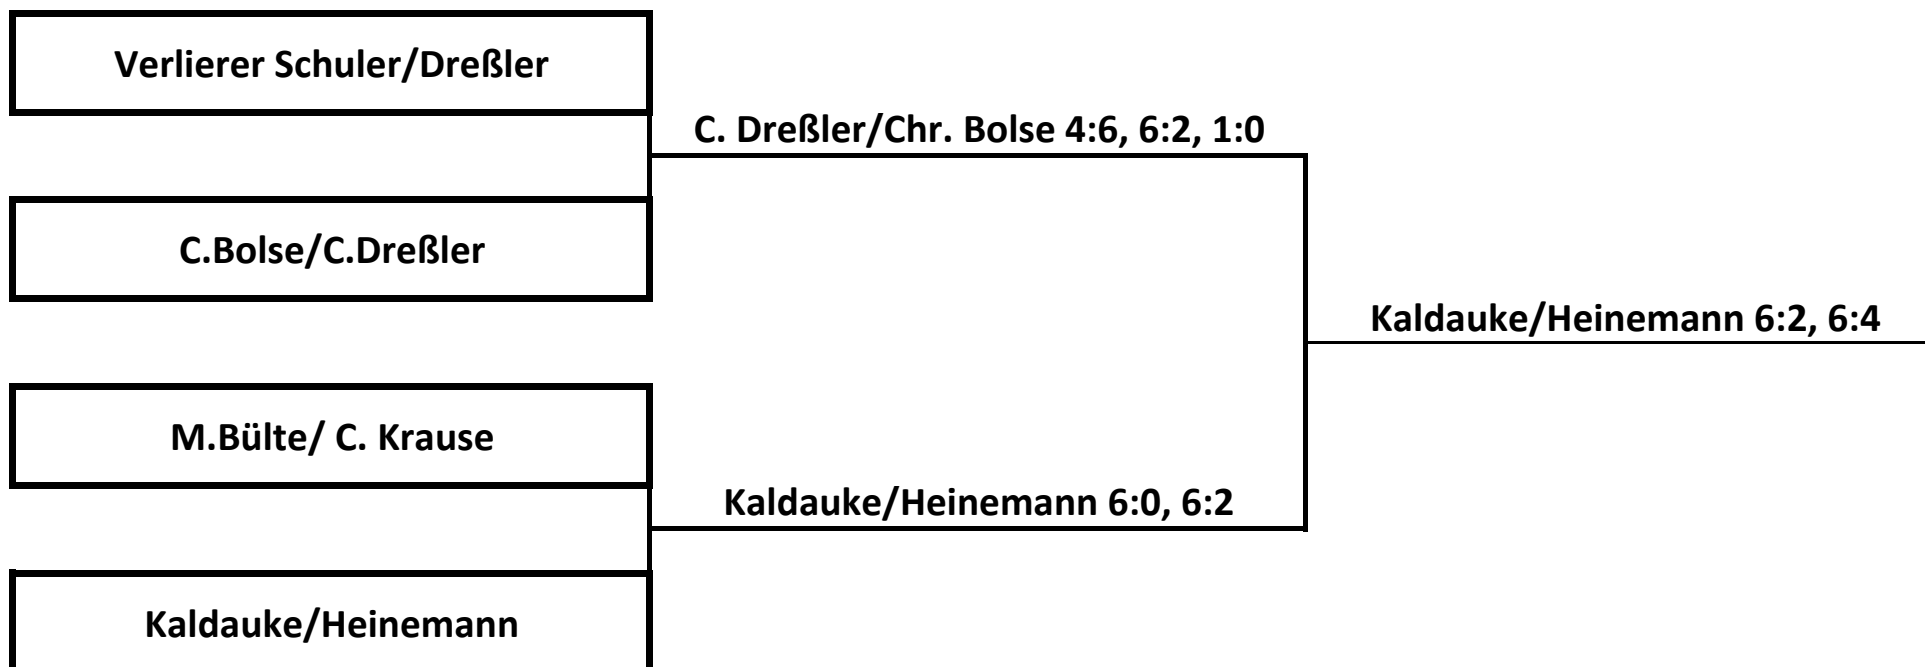 Verlierer Schuler/Dreßler
C. Dreßler/Chr. Bolse 4:6, 6:2, 1:0
C.Bolse/C.Dreßler
Kaldauke/Heinemann 6:2, 6:4
M.Bülte/ C. Krause
Kaldauke/Heinemann 6:0, 6:2
Kaldauke/Heinemann